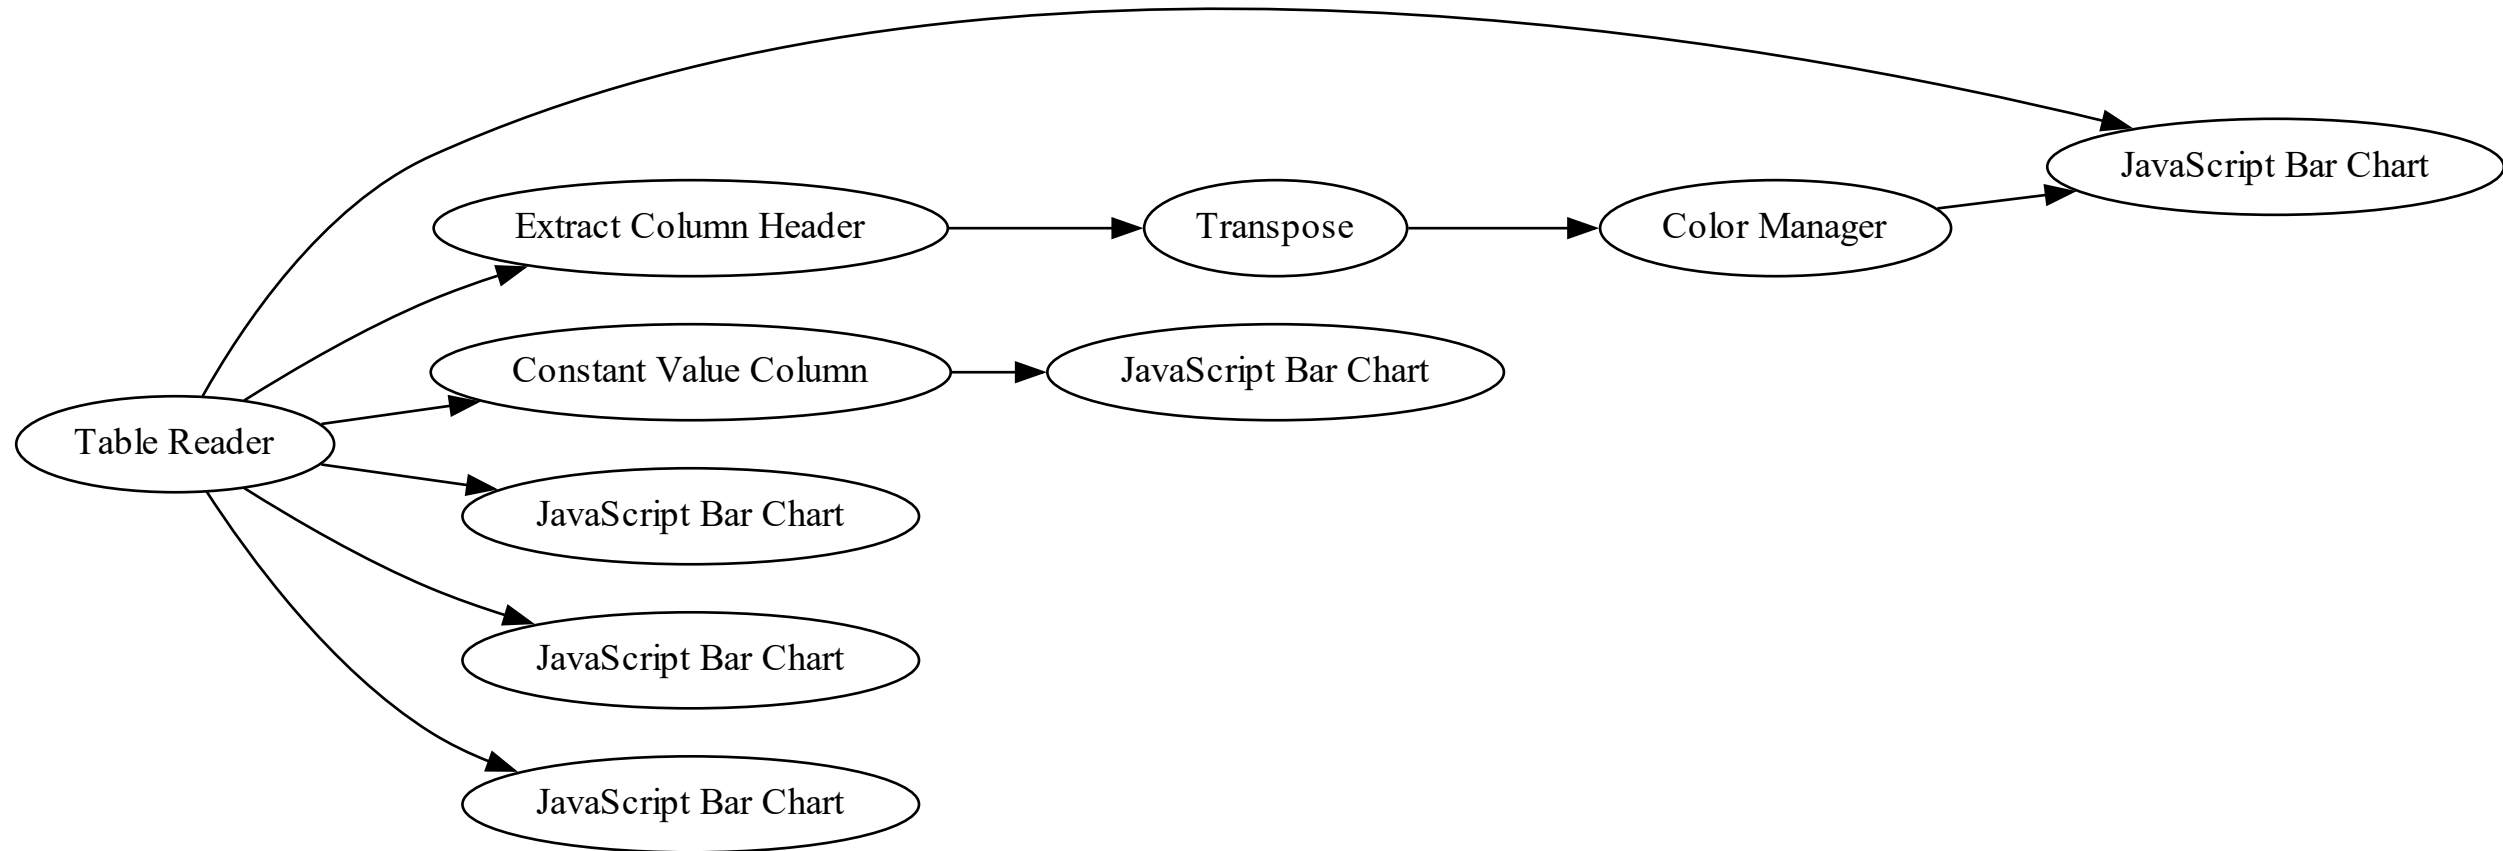 JavaScript Bar Chart
Extract Column Header
Transpose
Color Manager
Constant Value Column
JavaScript Bar Chart
Table Reader
JavaScript Bar Chart
JavaScript Bar Chart
JavaScript Bar Chart